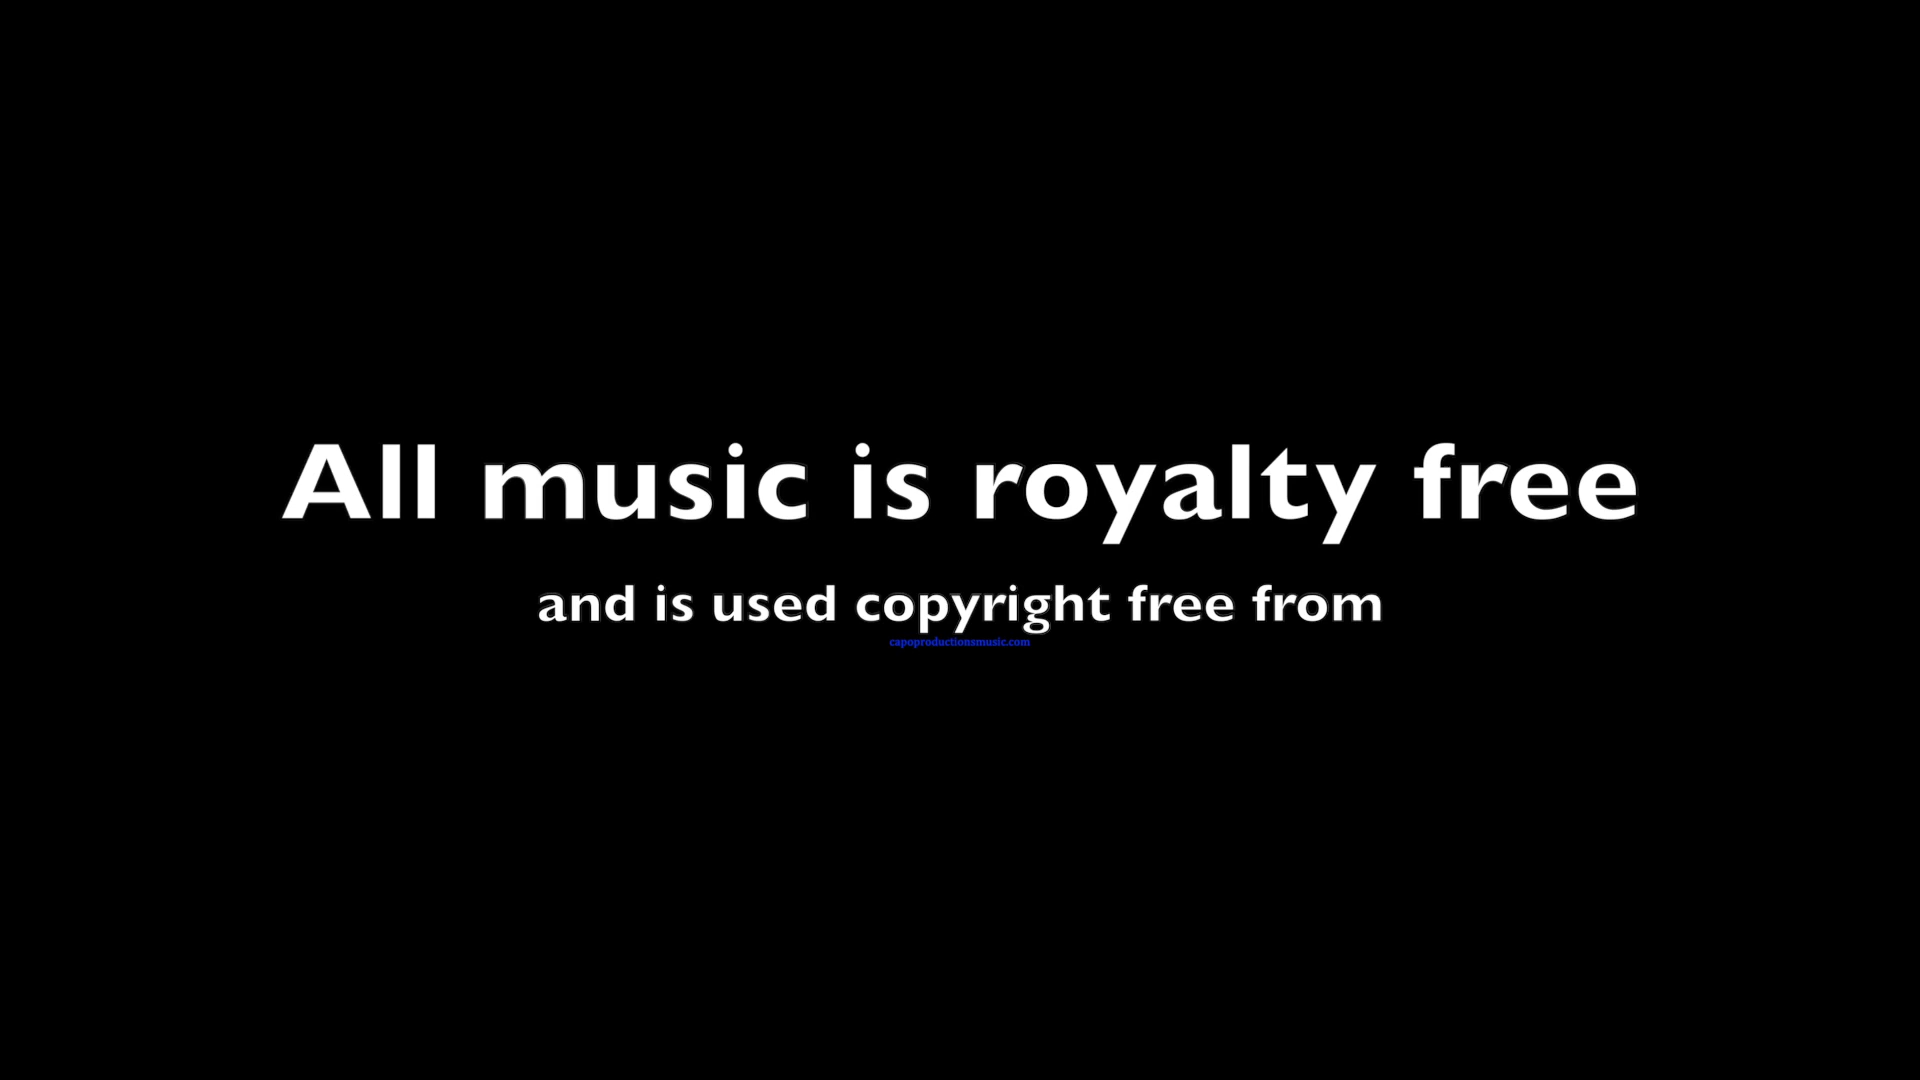 All music is royalty free
and is used copyright free from
capoproductionsmusic.com